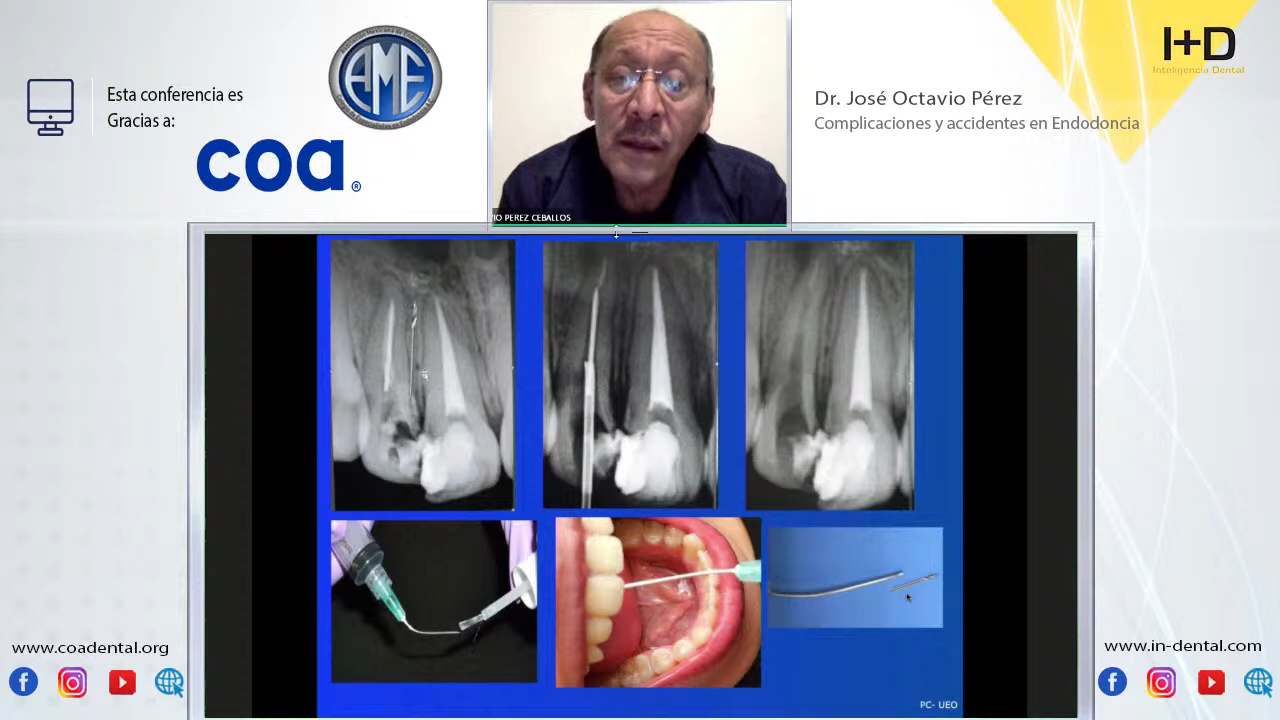 Esta conferencia es
Gracias a:
coa®
AME
IO PEREZ CEBALLOS
Dr. José Octavio Pérez
Complicaciones y accidentes en Endodoncia
I+D
Inteligencia Dental
www.coadental.org
www.in-dental.com
PC- UEO